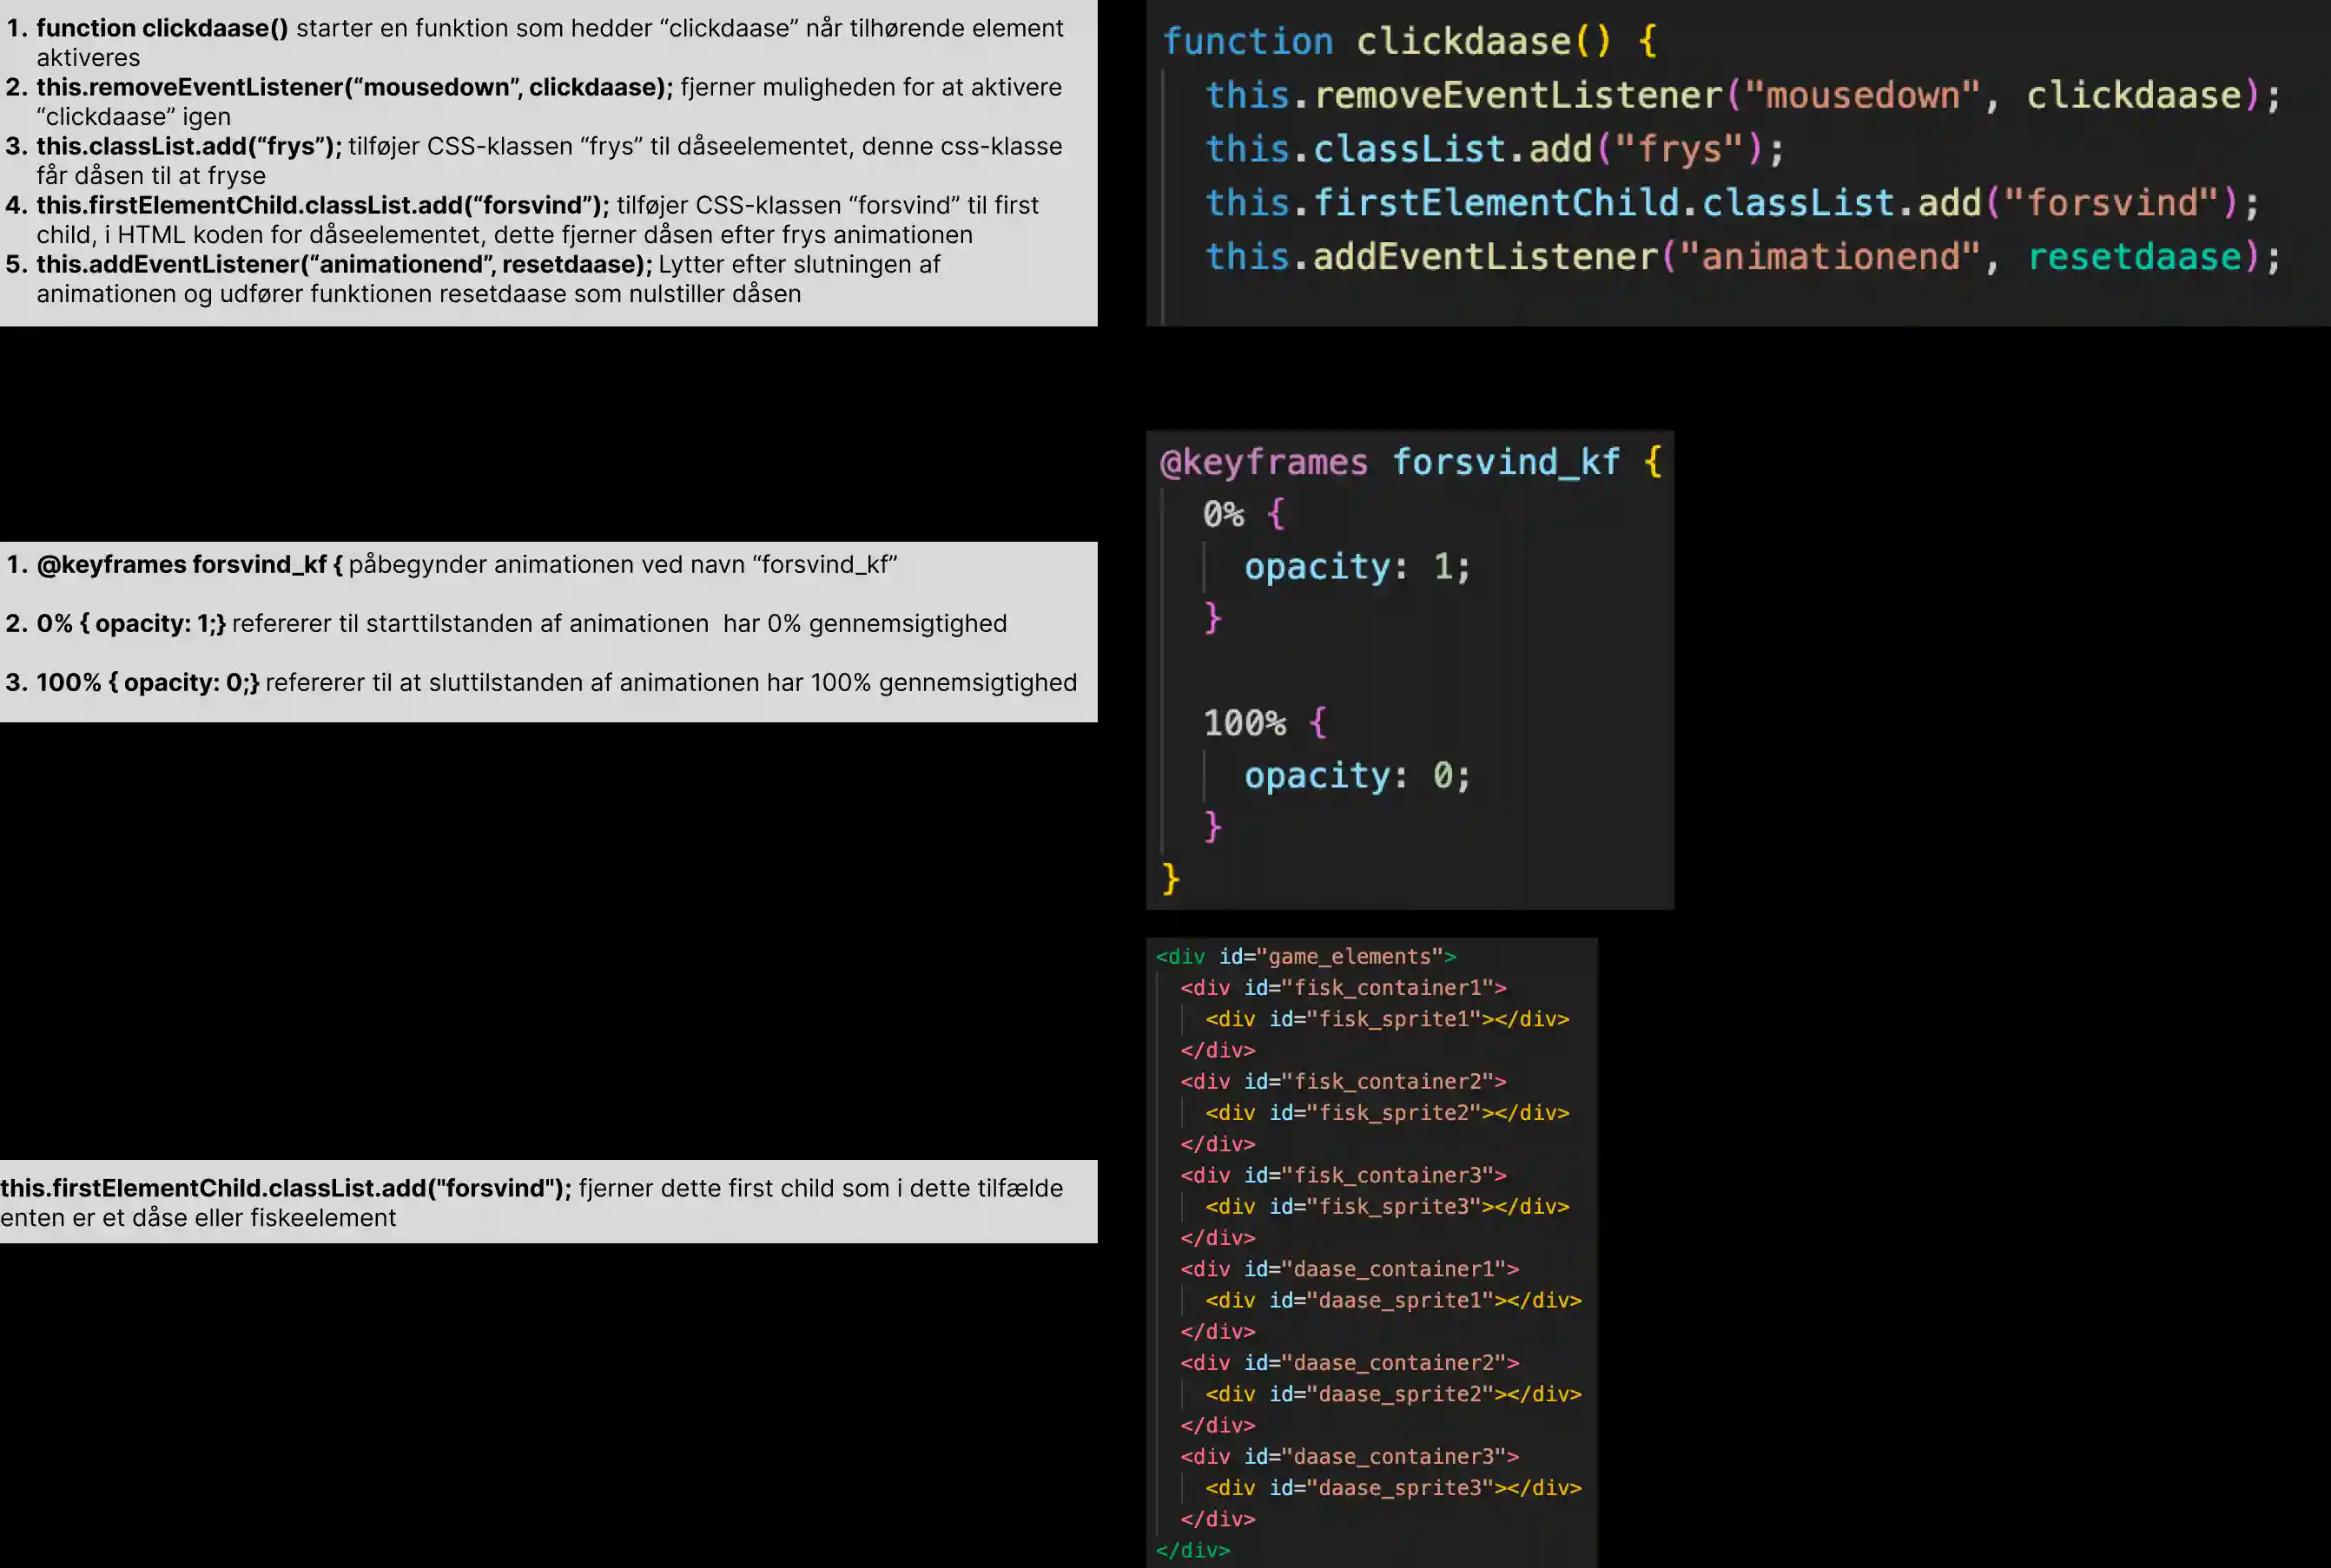 1. function clickdaase() starter en funktion som hedder “clickdaase” når tilhørende element
aktiveres
2. this.removeEventListener(“mousedown”, clickdaase); fjerner muligheden for at aktivere
“clickdaase” igen
3. this.classList.add(“frys”); tilføjer CSS-klassen “frys” til dåseelementet, denne css-klasse
får dåsen til at fryse
4. this.firstElementChild.classList.add(“forsvind”); tilføjer CSS-klassen “forsvind” til first
child, i HTML koden for dåseelementet, dette fjerner dåsen efter frys animationen
5. this.addEventListener(“animationend”, resetdaase); Lytter efter slutningen af
animationen og udfører funktionen resetdaase som nulstiller dåsen
function clickdaase() {
this.removeEventListener("mousedown", clickdaase);
this.classList.add("frys");
this.firstElementChild.classList.add("forsvind");
this.addEventListener("animationend", resetdaase);
1. @keyframes forsvind_kf { påbegynder animationen ved navn “forsvind_kf”
2. 0% { opacity: 1;} refererer til starttilstanden af animationen  har 0% gennemsigtighed
3. 100% { opacity: 0;} refererer til at sluttilstanden af animationen har 100% gennemsigtighed
@keyframes forsvind_kf {
0% {
opacity: 1;
}
100% {
opacity: 0;
}
}
this.firstElementChild.classList.add("forsvind"); fjerner dette first child som i dette tilfælde
enten er et dåse eller fiskeelement
<div id="game_elements">
<div id="fisk_container1">
<div id="fisk_sprite1"></div>
</div>
<div id="fisk_container2">
<div id="fisk_sprite2"></div>
</div>
<div id="fisk_container3">
<div id="fisk_sprite3"></div>
</div>
<div id="daase_container1">
<div id="daase_sprite1"></div>
</div>
<div id="daase_container2">
<div id="daase_sprite2"></div>
</div>
<div id="daase_container3">
<div id="daase_sprite3"></div>
</div>
</div>